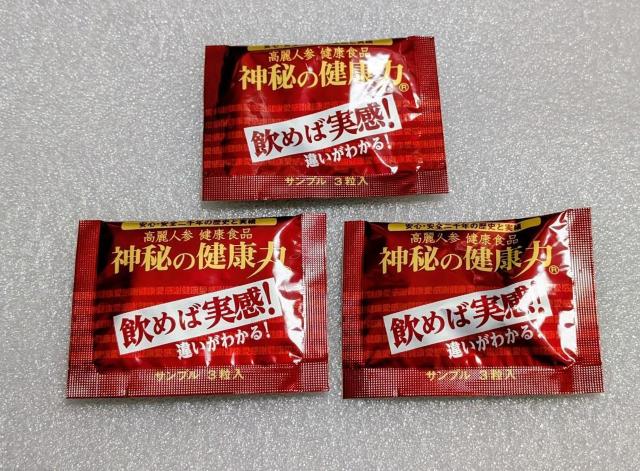 高麗人参 健康食品
神秘の健康力®
飲めば実感!
違いがわかる!
サンプル 3粒入
安心・安全二千年の歴史と実績
高麗人参 健康食品
神秘の健康力
飲めば実感!
違いがわかる!
サンプル 3粒入
安心・安全二千年の歴史と実績
高麗人参 健康食品
神秘の健康力®
飲めば実感!
違いがわかる!
サンプル 3粒入